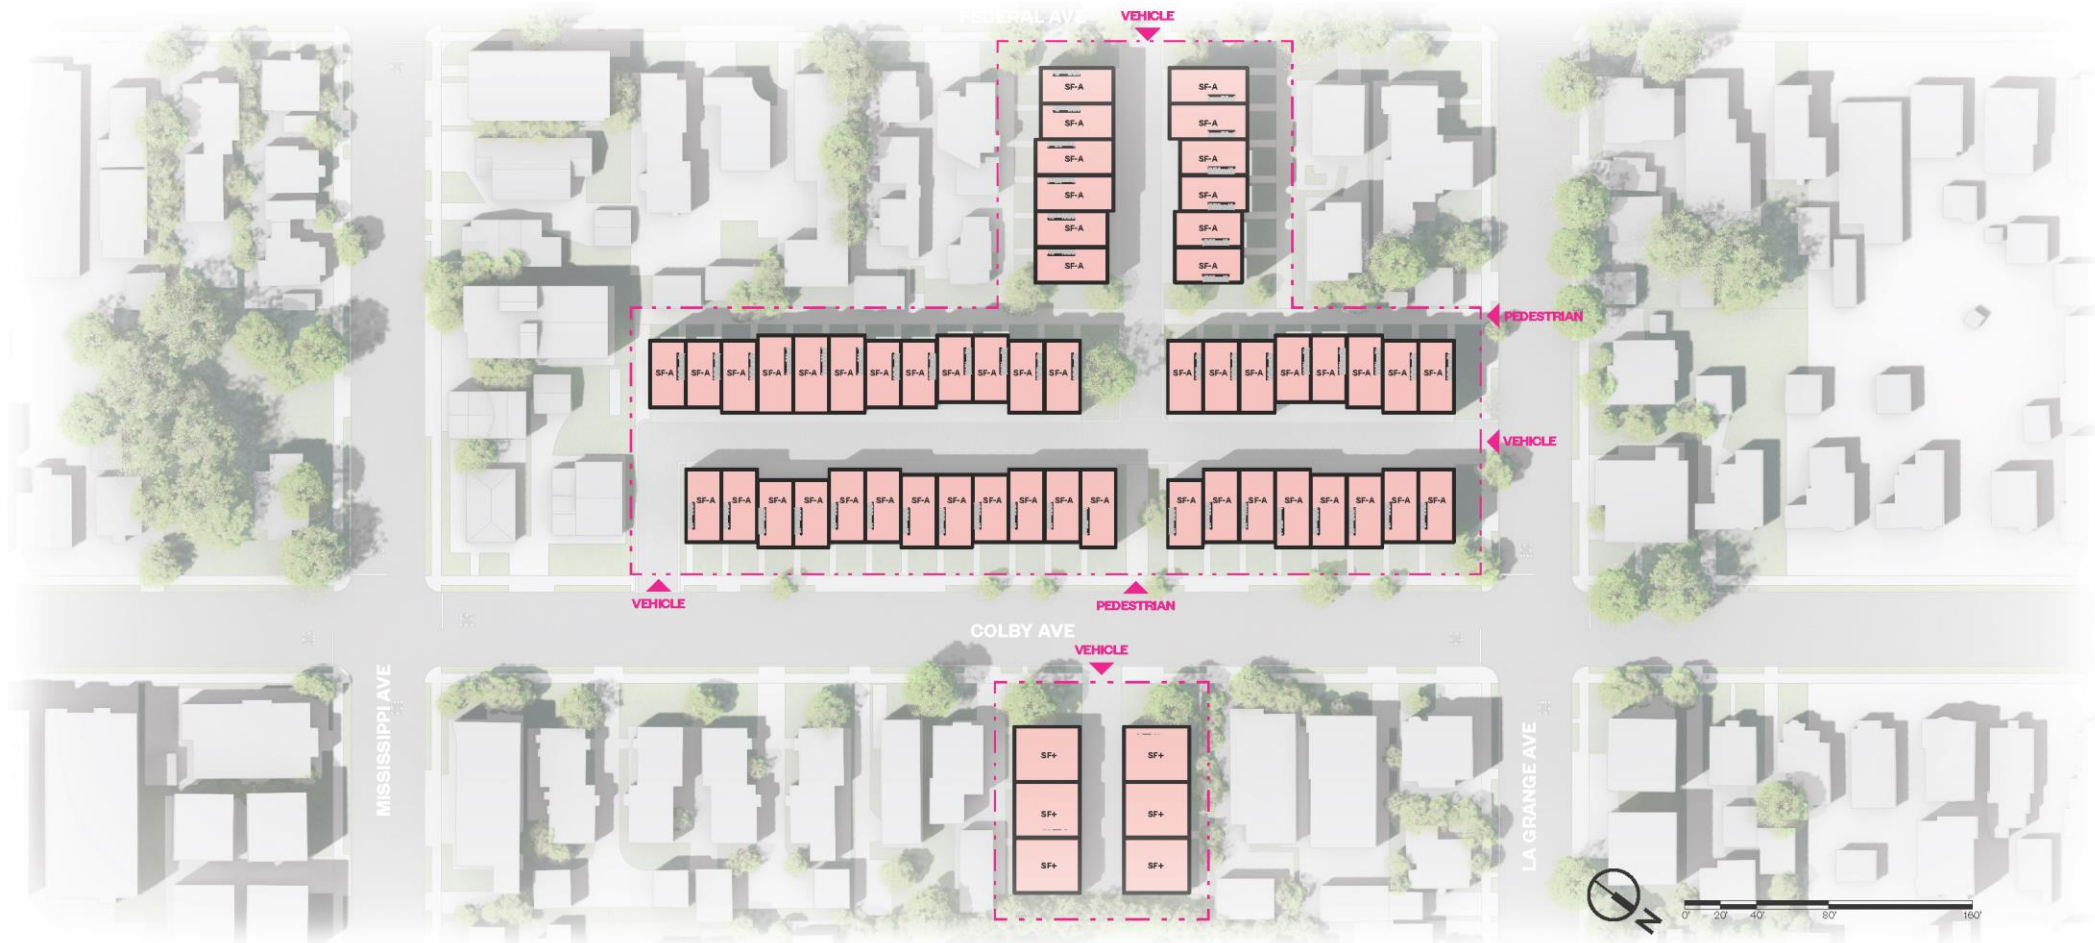 FEDERAL AVE
VEHICLE
SF-A SF-A
SF-A SF-A
SF-A SF-A
SF-A SF-A
SF-A SF-A
SF-A SF-A
PEDESTRIAN
SF-A SF-A SF-A SF-A SF-A SF-A SF-A SF-A SF-A SF-A SF-A SF-A SF-A SF-A SF-A SF-A SF-A SF-A SF-A SF-A
VEHICLE
SF-A SF-A SF-A SF-A SF-A SF-A SF-A SF-A SF-A SF-A SF-A SF-A SF-A SF-A SF-A SF-A SF-A SF-A SF-A SF-A
VEHICLE
PEDESTRIAN
COLBY AVE
VEHICLE
MISSISSIPPI AVE
LA GRANGE AVE
SF+ SF+
SF+ SF+
SF+ SF+
N
0' 20' 40' 80' 160'